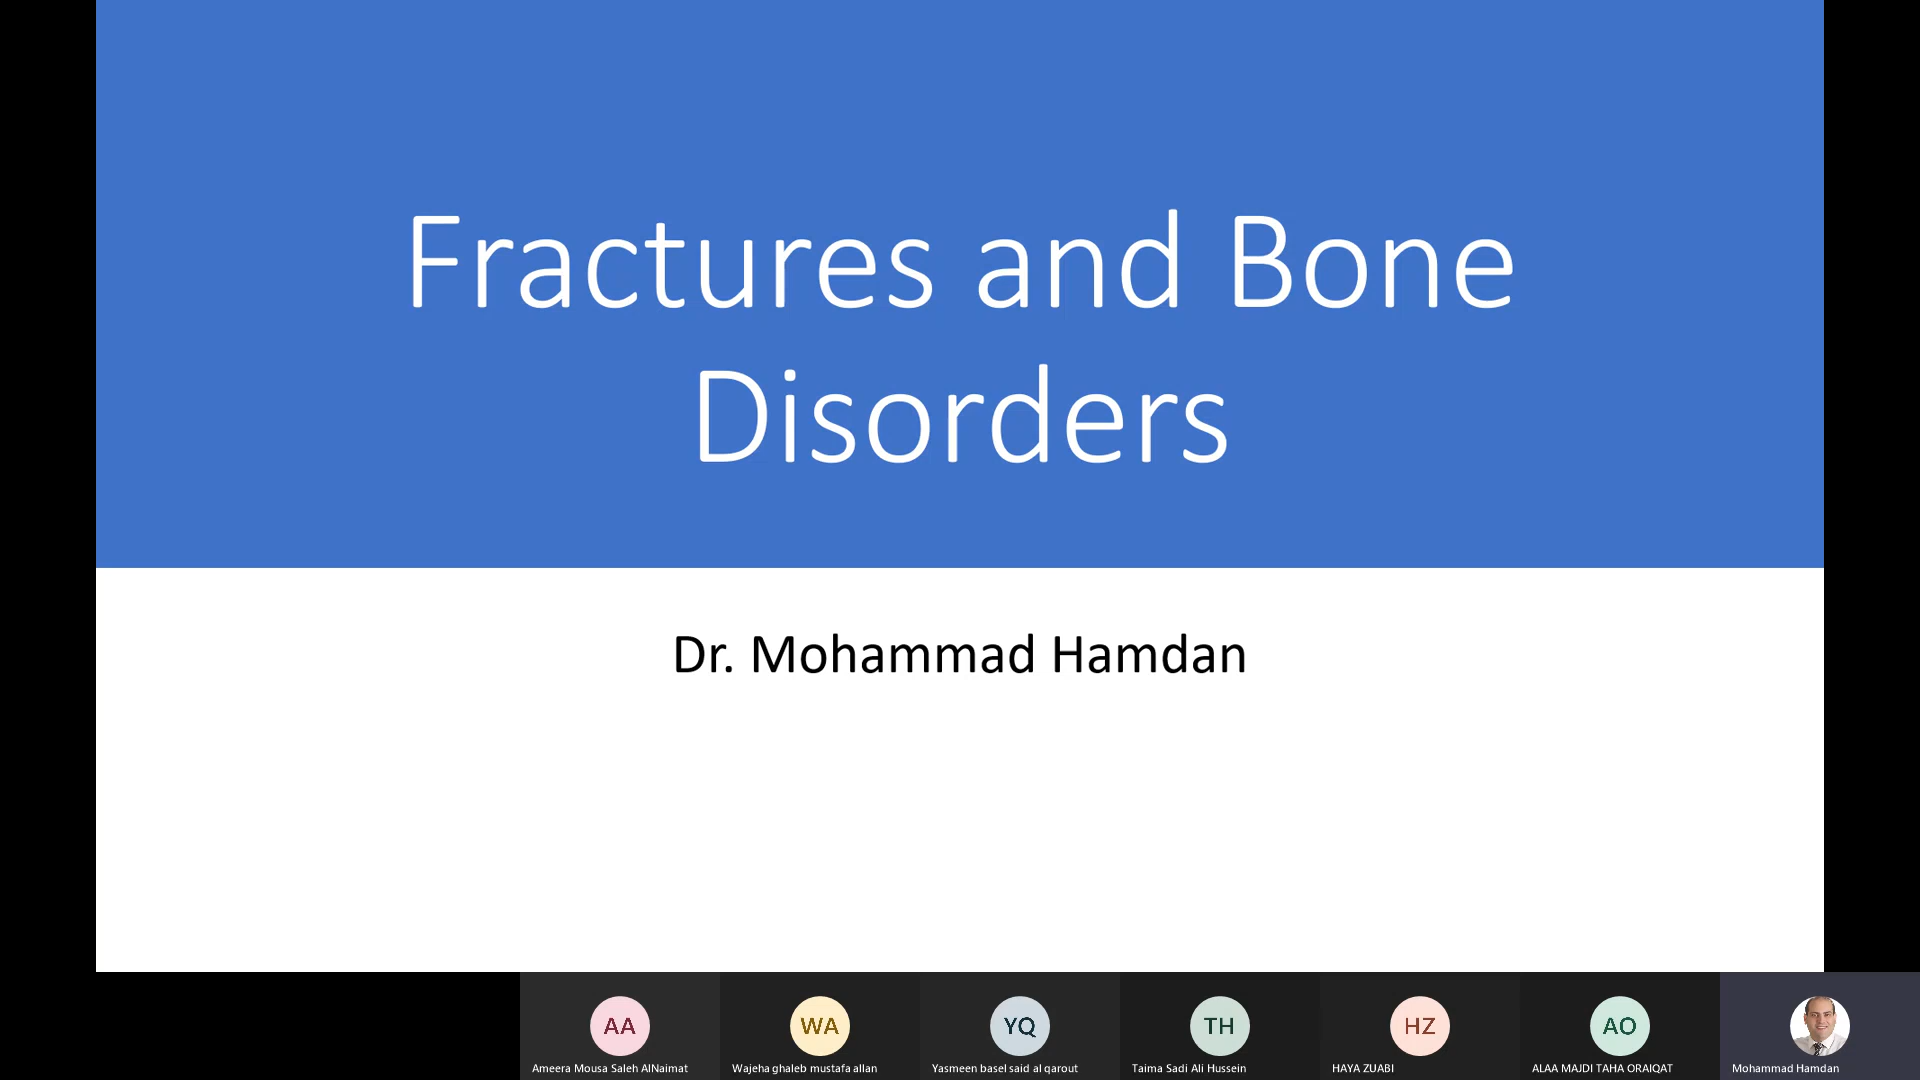 Fractures and Bone
Disorders
Dr. Mohammad Hamdan
AA
WA
YQ
TH
HZ
AO
Ameera Mousa Saleh AlNaimat
Wajeha ghaleb mustafa allan
Yasmeen basel said al qarout
Taima Sadi Ali Hussein
HAYA ZUABI
ALAA MAJDI TAHA ORAIQAT
Mohammad Hamdan